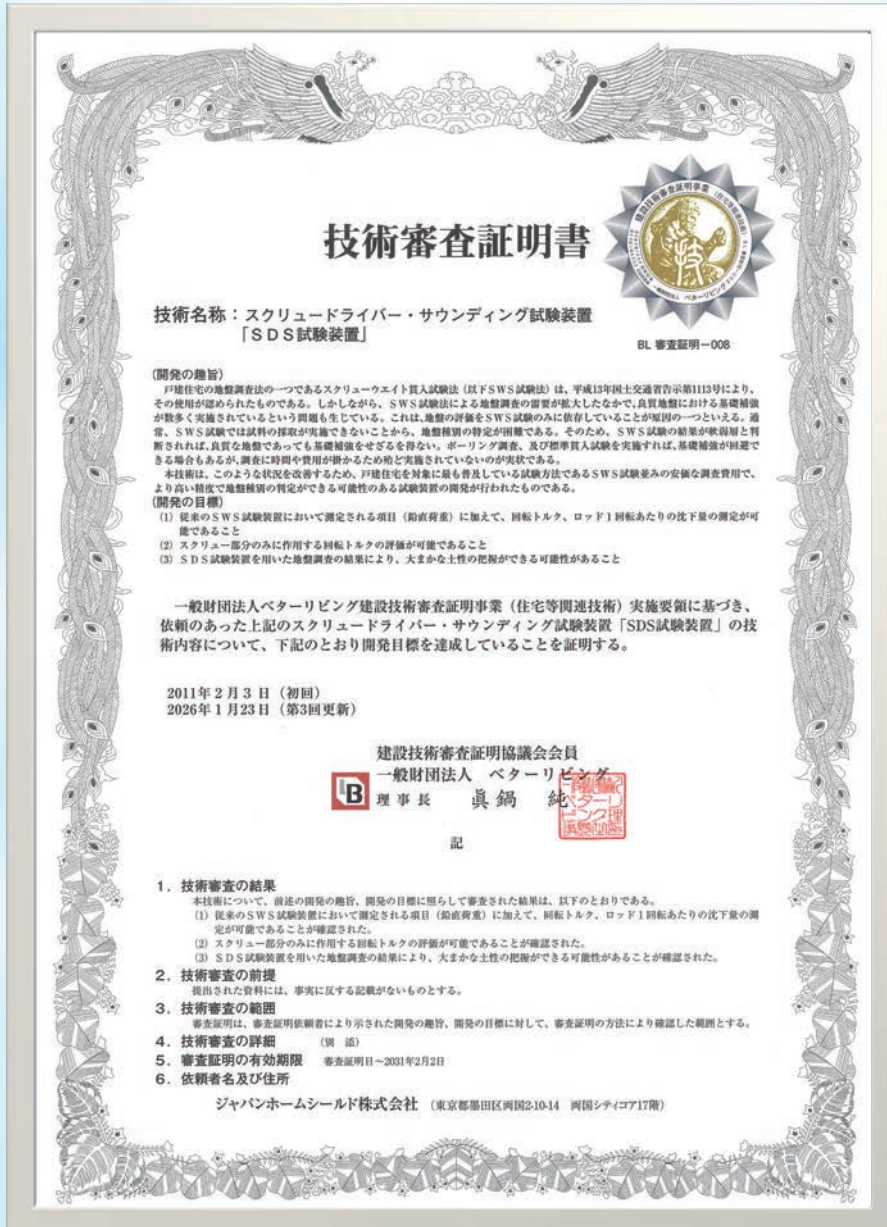 技術審査証明書
建設技術審査証明事業（住宅等関連技術）
技
一般財団法人 ベターリビング
BL 審査証明－008
技術名称：スクリュードライバー・サウンディング試験装置
「ＳＤＳ試験装置」
(開発の趣旨)
戸建住宅の地盤調査法の一つであるスクリューウエイト貫入試験法（以下ＳＷＳ試験法）は、平成13年国土交通省告示第1113号により、
その使用が認められたものである。しかしながら、ＳＷＳ試験法による地盤調査の需要が拡大したなかで、良質地盤における基礎補強
が数多く実施されているという問題も生じている。これは、地盤の評価をＳＷＳ試験のみに依存していることが原因の一つといえる。通
常、ＳＷＳ試験では試料の採取が実施できないことから、地盤種別の特定が困難である。そのため、ＳＷＳ試験の結果が軟弱層と判
断されれば、良質な地盤であっても基礎補強をせざるを得ない。ボーリング調査、及び標準貫入試験を実施すれば、基礎補強が回避で
きる場合もあるが、調査に時間や費用が掛かるため殆ど実施されていないのが実状である。
本技術は、このような状況を改善するため、戸建住宅を対象に最も普及している試験方法であるＳＷＳ試験並みの安価な調査費用で、
より高い精度で地盤種別の判定ができる可能性のある試験装置の開発が行われたものである。
(開発の目標)
(1) 従来のＳＷＳ試験装置において測定される項目（鉛直荷重）に加えて、回転トルク、ロッド１回転あたりの沈下量の測定が可
能であること
(2) スクリュー部分のみに作用する回転トルクの評価が可能であること
(3) ＳＤＳ試験装置を用いた地盤調査の結果により、大まかな土性の把握ができる可能性があること
一般財団法人ベターリビング建設技術審査証明事業（住宅等関連技術）実施要領に基づき、
依頼のあった上記のスクリュードライバー・サウンディング試験装置「SDS試験装置」の技
術内容について、下記のとおり開発目標を達成していることを証明する。
2011年２月３日（初回）
2026年１月23日（第3回更新）
建設技術審査証明協議会会員
一般財団法人 ベターリビング
理事長 眞鍋 純
記
1．技術審査の結果
本技術について、前述の開発の趣旨、開発の目標に照らして審査された結果は、以下のとおりである。
(1) 従来のＳＷＳ試験装置において測定される項目（鉛直荷重）に加えて、回転トルク、ロッド１回転あたりの沈下量の測
定が可能であることが確認された。
(2) スクリュー部分のみに作用する回転トルクの評価が可能であることが確認された。
(3) ＳＤＳ試験装置を用いた地盤調査の結果により、大まかな土性の把握ができる可能性があることが確認された。
2．技術審査の前提
提出された資料には、事実に反する記載がないものとする。
3．技術審査の範囲
審査証明は、審査証明依頼者により示された開発の趣旨、開発の目標に対して、審査証明の方法により確認した範囲とする。
4．技術審査の詳細 （別 添）
5．審査証明の有効期限 審査証明日～2031年2月2日
6．依頼者名及び住所
ジャパンホームシールド株式会社 （東京都墨田区両国2-10-14 両国シティコア17階）